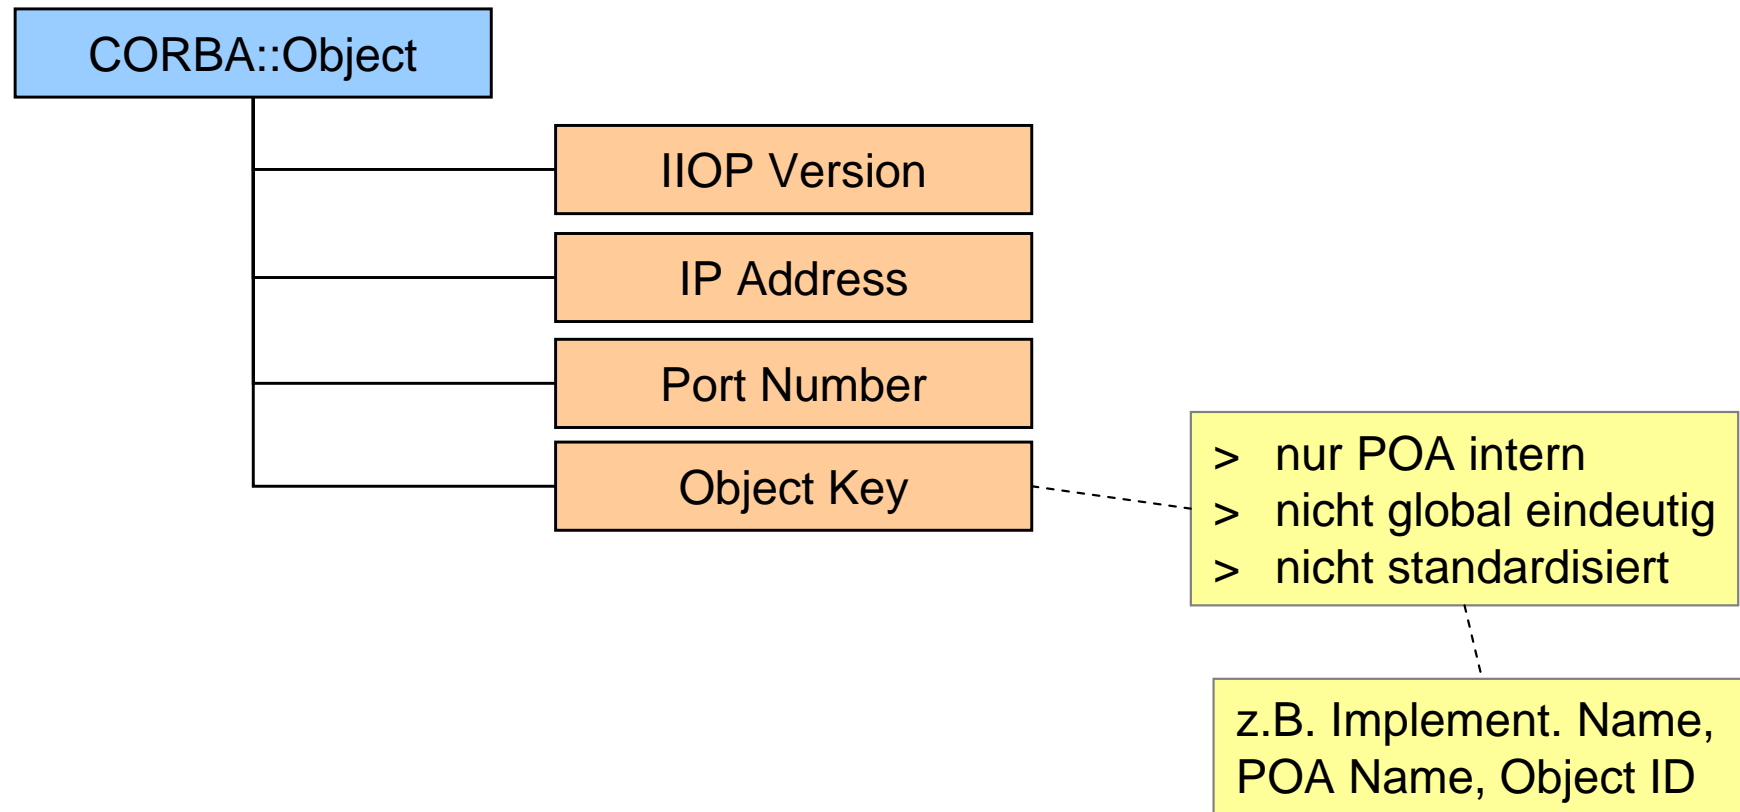 CORBA::Object
IIOP Version
IP Address
Port Number
Object Key
> nur POA intern
> nicht global eindeutig
> nicht standardisiert
z.B. Implement. Name,
POA Name, Object ID